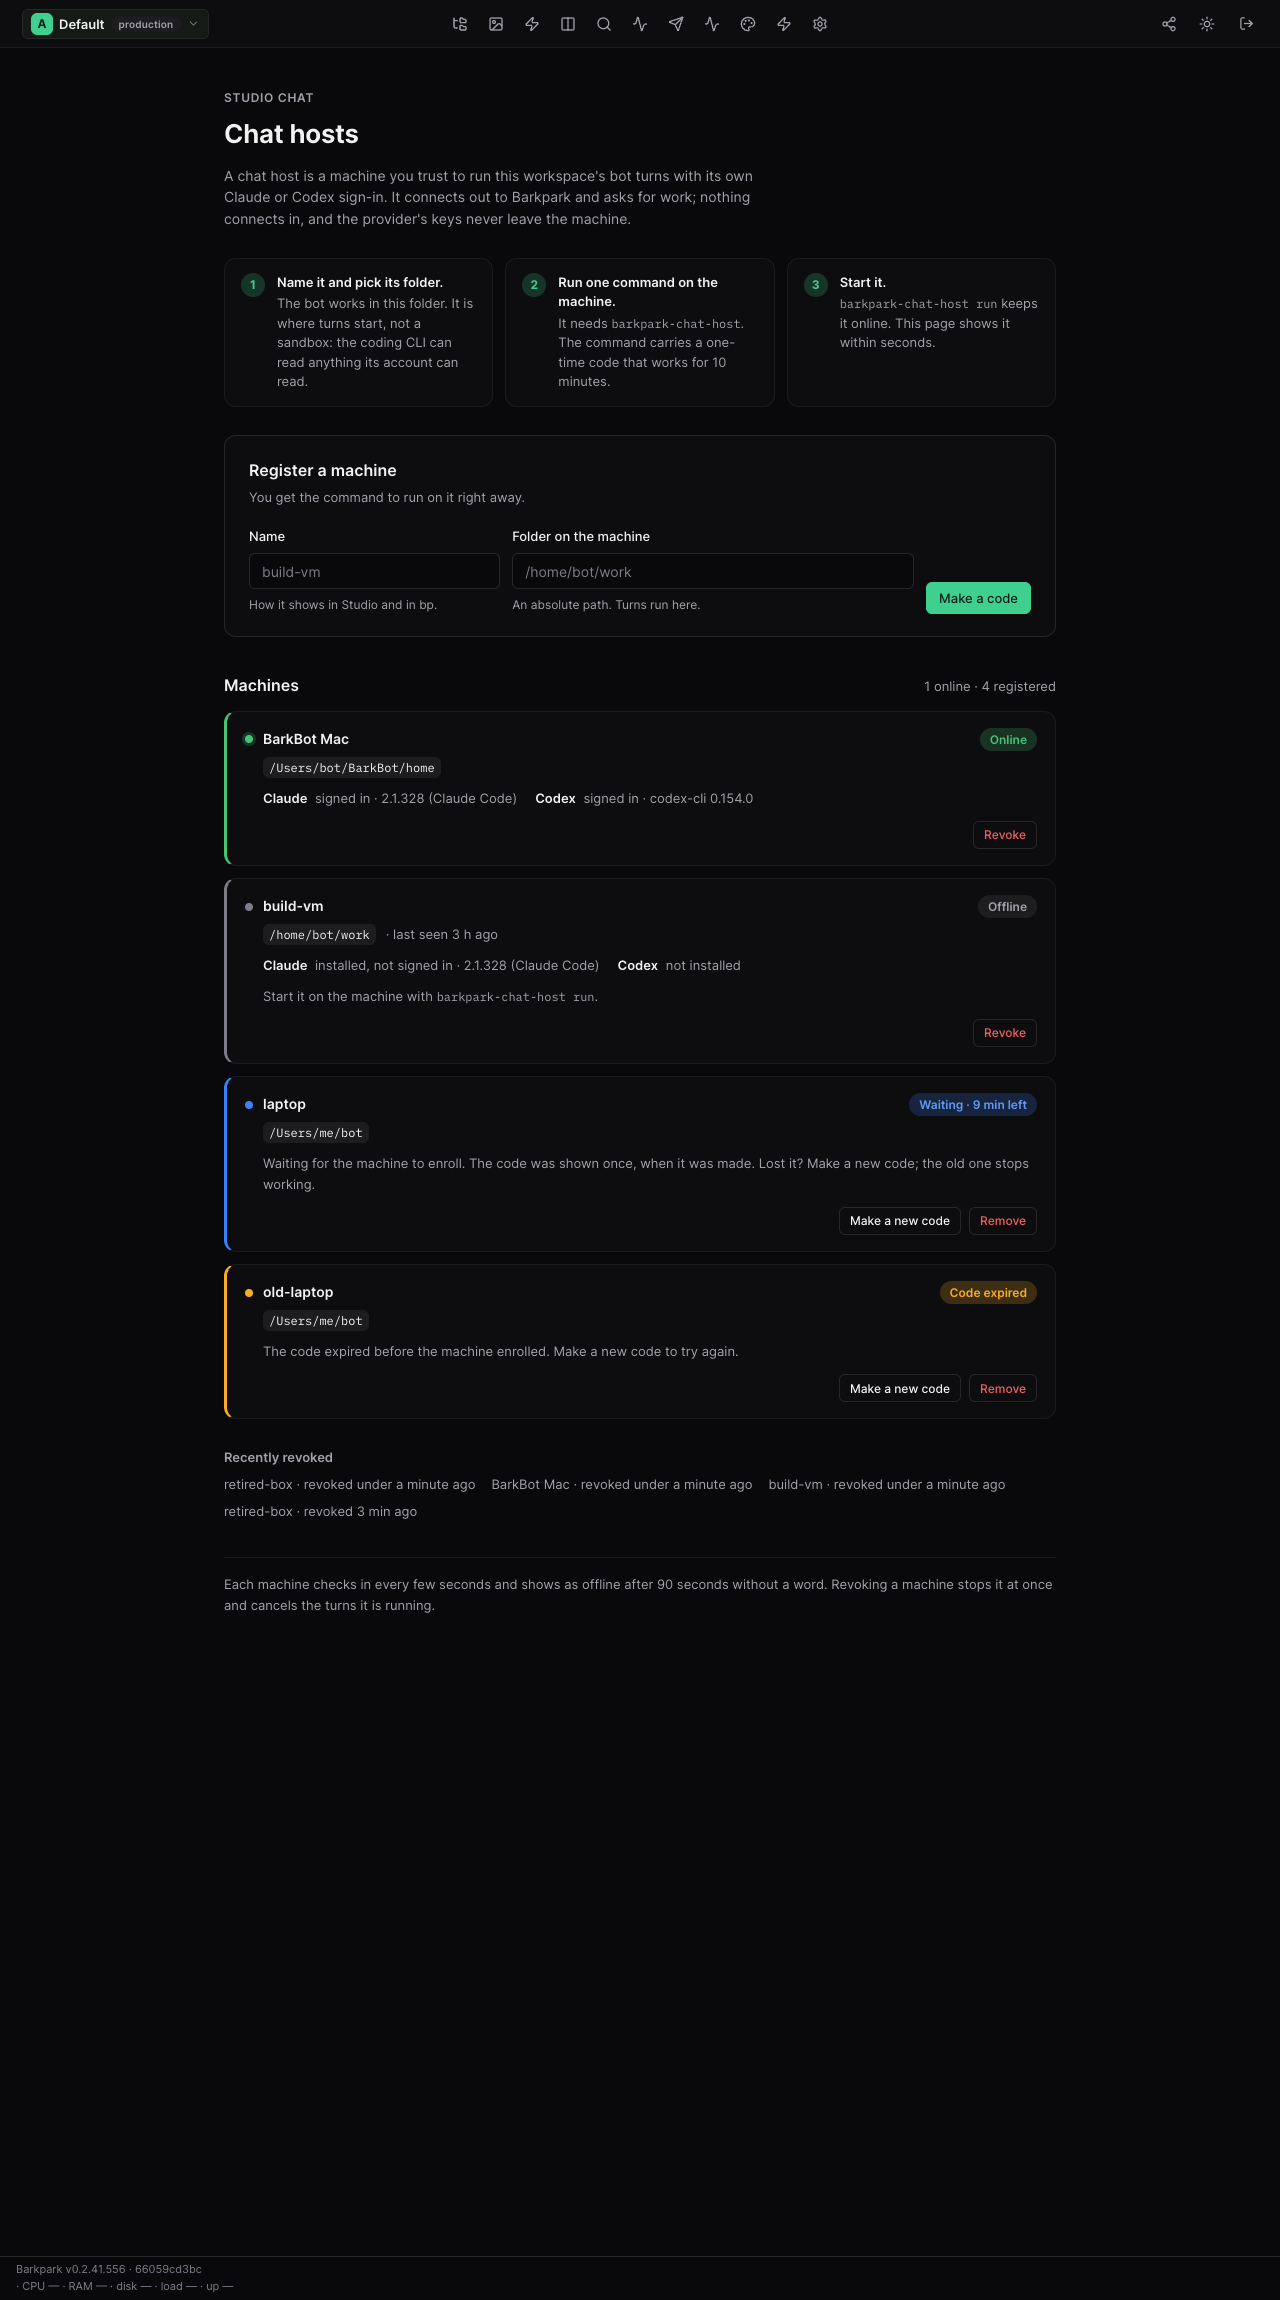 A Default production
STUDIO CHAT
Chat hosts
A chat host is a machine you trust to run this workspace's bot turns with its own
Claude or Codex sign-in. It connects out to Barkpark and asks for work; nothing
connects in, and the provider's keys never leave the machine.
1
Name it and pick its folder.
The bot works in this folder. It is
where turns start, not a
sandbox: the coding CLI can
read anything its account can
read.
2
Run one command on the
machine.
It needs barkpark-chat-host.
The command carries a one-
time code that works for 10
minutes.
3
Start it.
barkpark-chat-host run keeps
it online. This page shows it
within seconds.
Register a machine
You get the command to run on it right away.
Name
build-vm
How it shows in Studio and in bp.
Folder on the machine
/home/bot/work
An absolute path. Turns run here.
Make a code
Machines
1 online · 4 registered
BarkBot Mac
Online
/Users/bot/BarkBot/home
Claude signed in · 2.1.328 (Claude Code) Codex signed in · codex-cli 0.154.0
Revoke
build-vm
Offline
/home/bot/work · last seen 3 h ago
Claude installed, not signed in · 2.1.328 (Claude Code) Codex not installed
Start it on the machine with barkpark-chat-host run.
Revoke
laptop
Waiting · 9 min left
/Users/me/bot
Waiting for the machine to enroll. The code was shown once, when it was made. Lost it? Make a new code; the old one stops
working.
Make a new code Remove
old-laptop
Code expired
/Users/me/bot
The code expired before the machine enrolled. Make a new code to try again.
Make a new code Remove
Recently revoked
retired-box · revoked under a minute ago BarkBot Mac · revoked under a minute ago build-vm · revoked under a minute ago
retired-box · revoked 3 min ago
Each machine checks in every few seconds and shows as offline after 90 seconds without a word. Revoking a machine stops it at once
and cancels the turns it is running.
Barkpark v0.2.41.556 · 66059cd3bc
· CPU — · RAM — · disk — · load — · up —